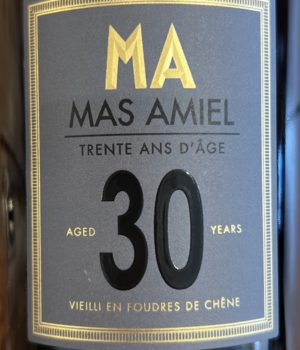 MA
MAS AMIEL
TRENTE ANS D'ÂGE
AGED 30 YEARS
VIEILLI EN FOUDRES DE CHÊNE